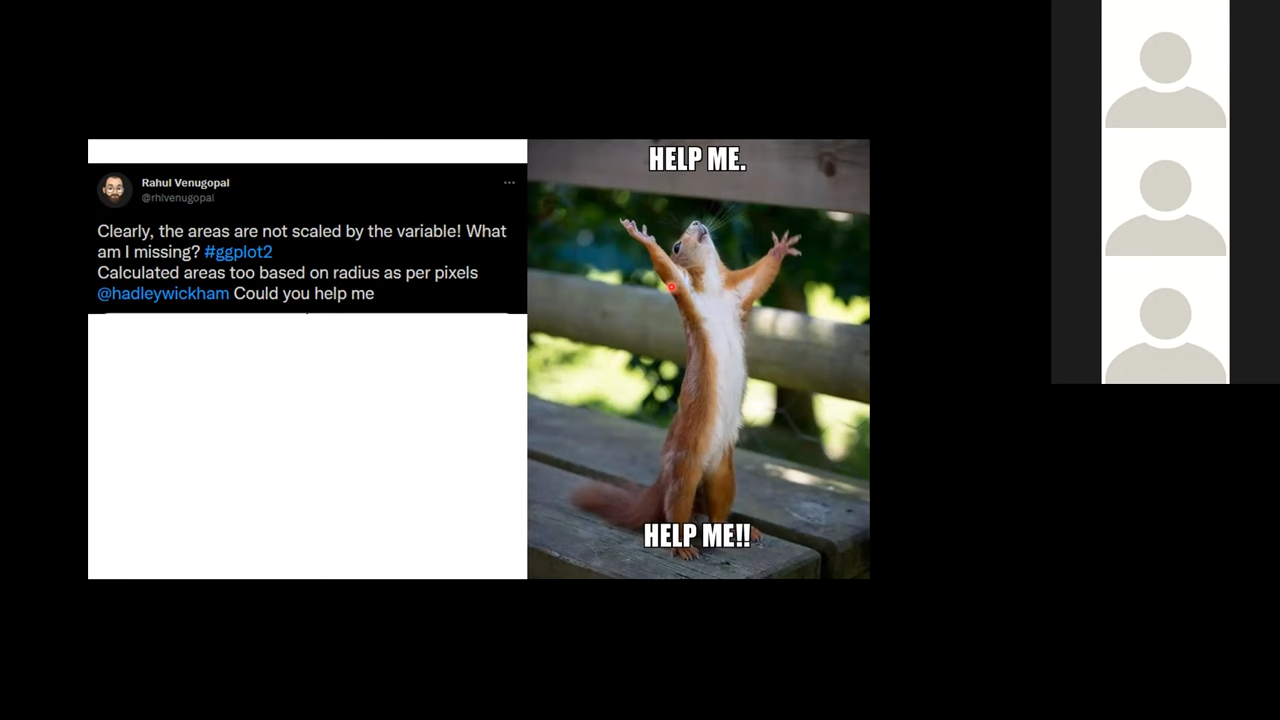 Rahul Venugopal
@rhlvenugopal
Clearly, the areas are not scaled by the variable! What
am I missing? #ggplot2
Calculated areas too based on radius as per pixels
@hadleywickham Could you help me
HELP ME.
HELP ME!!